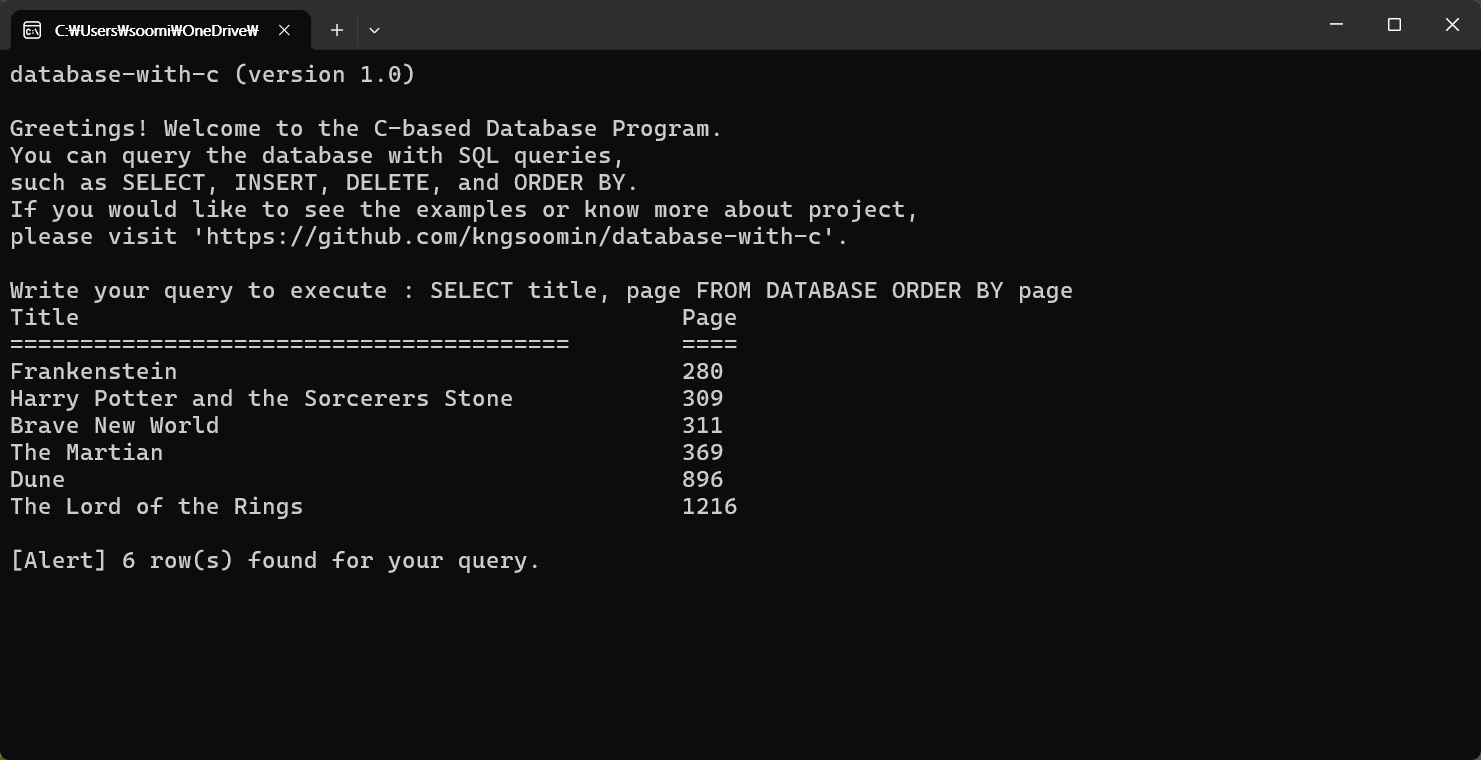 C:₩Users₩soomi₩OneDrive₩
database-with-c (version 1.0)
Greetings! Welcome to the C-based Database Program.
You can query the database with SQL queries,
such as SELECT, INSERT, DELETE, and ORDER BY.
If you would like to see the examples or know more about project,
please visit 'https://github.com/kngsoomin/database-with-c'.
Write your query to execute : SELECT title, page FROM DATABASE ORDER BY page
Title Page
======================================== ====
Frankenstein 280
Harry Potter and the Sorcerers Stone 309
Brave New World 311
The Martian 369
Dune 896
The Lord of the Rings 1216
[Alert] 6 row(s) found for your query.